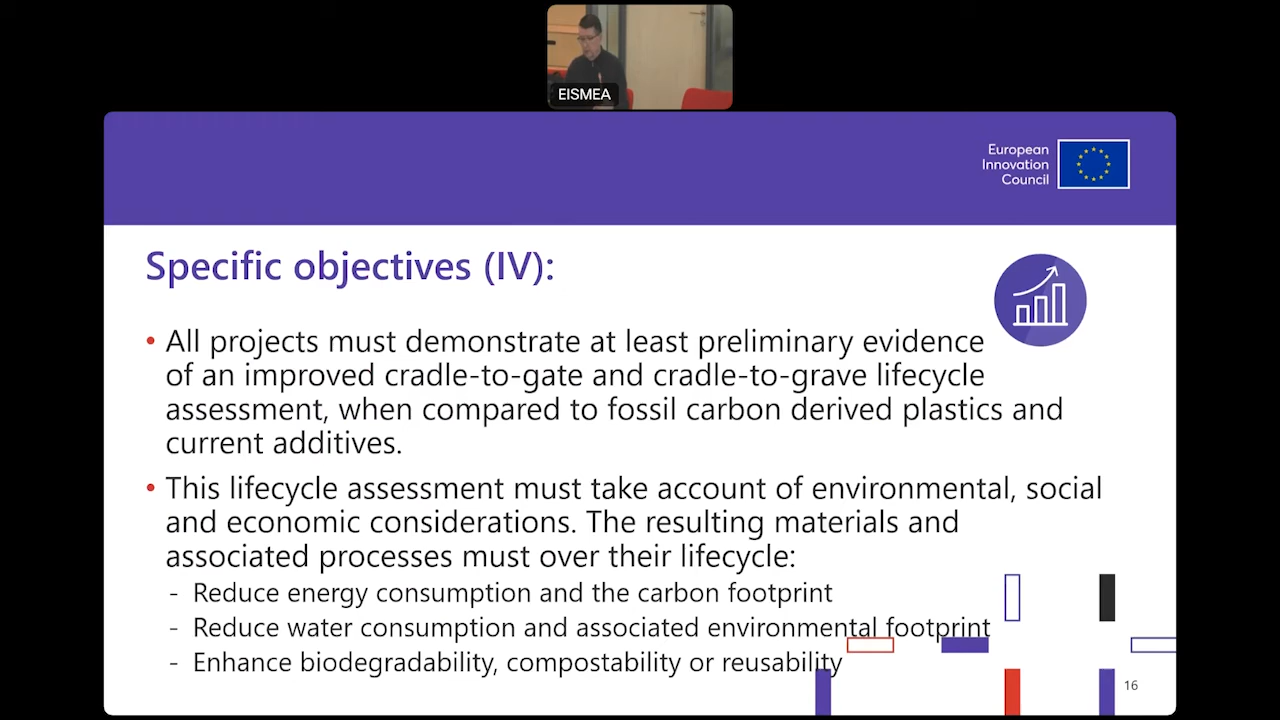 EISMEA
European
Innovation
Council
Specific objectives (IV):
• All projects must demonstrate at least preliminary evidence
of an improved cradle-to-gate and cradle-to-grave lifecycle
assessment, when compared to fossil carbon derived plastics and
current additives.
• This lifecycle assessment must take account of environmental, social
and economic considerations. The resulting materials and
associated processes must over their lifecycle:
- Reduce energy consumption and the carbon footprint
- Reduce water consumption and associated environmental footprint
- Enhance biodegradability, compostability or reusability
16